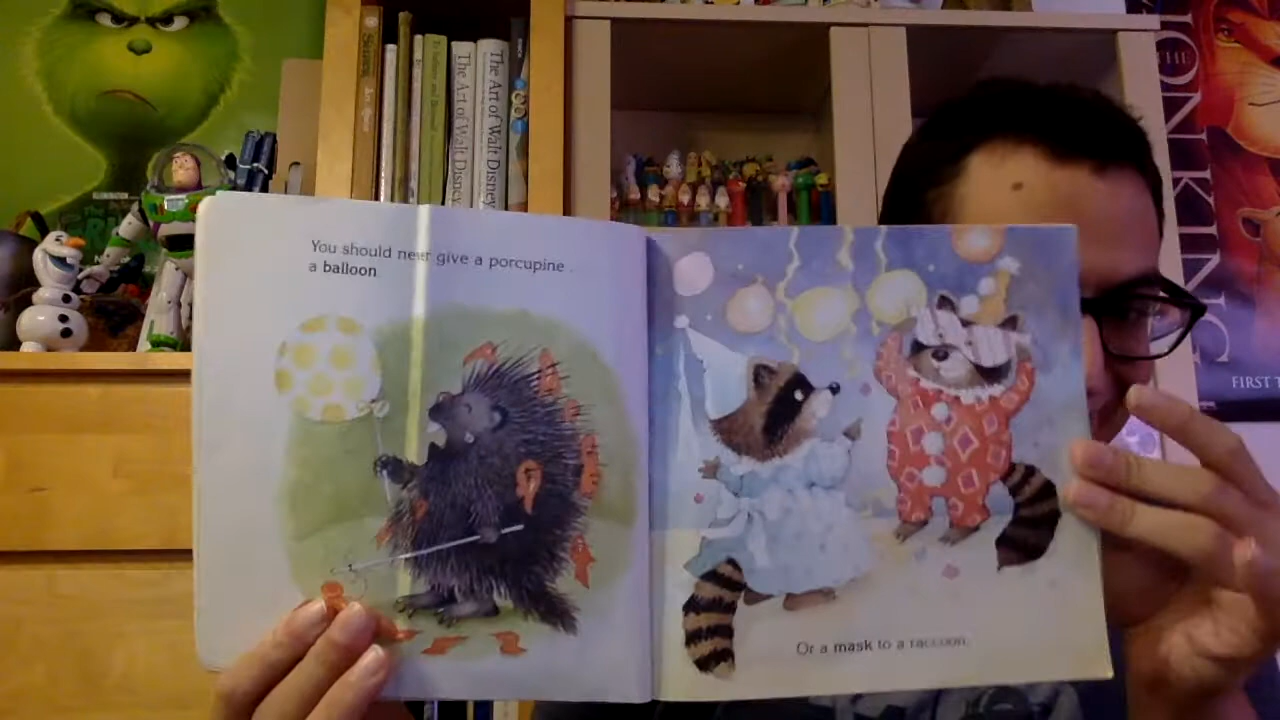 You should never give a porcupine
a balloon.
Or a mask to a raccoon.
The Art of Walt Disney
The Art of Walt Disney
THE
LION KING
FIRST T